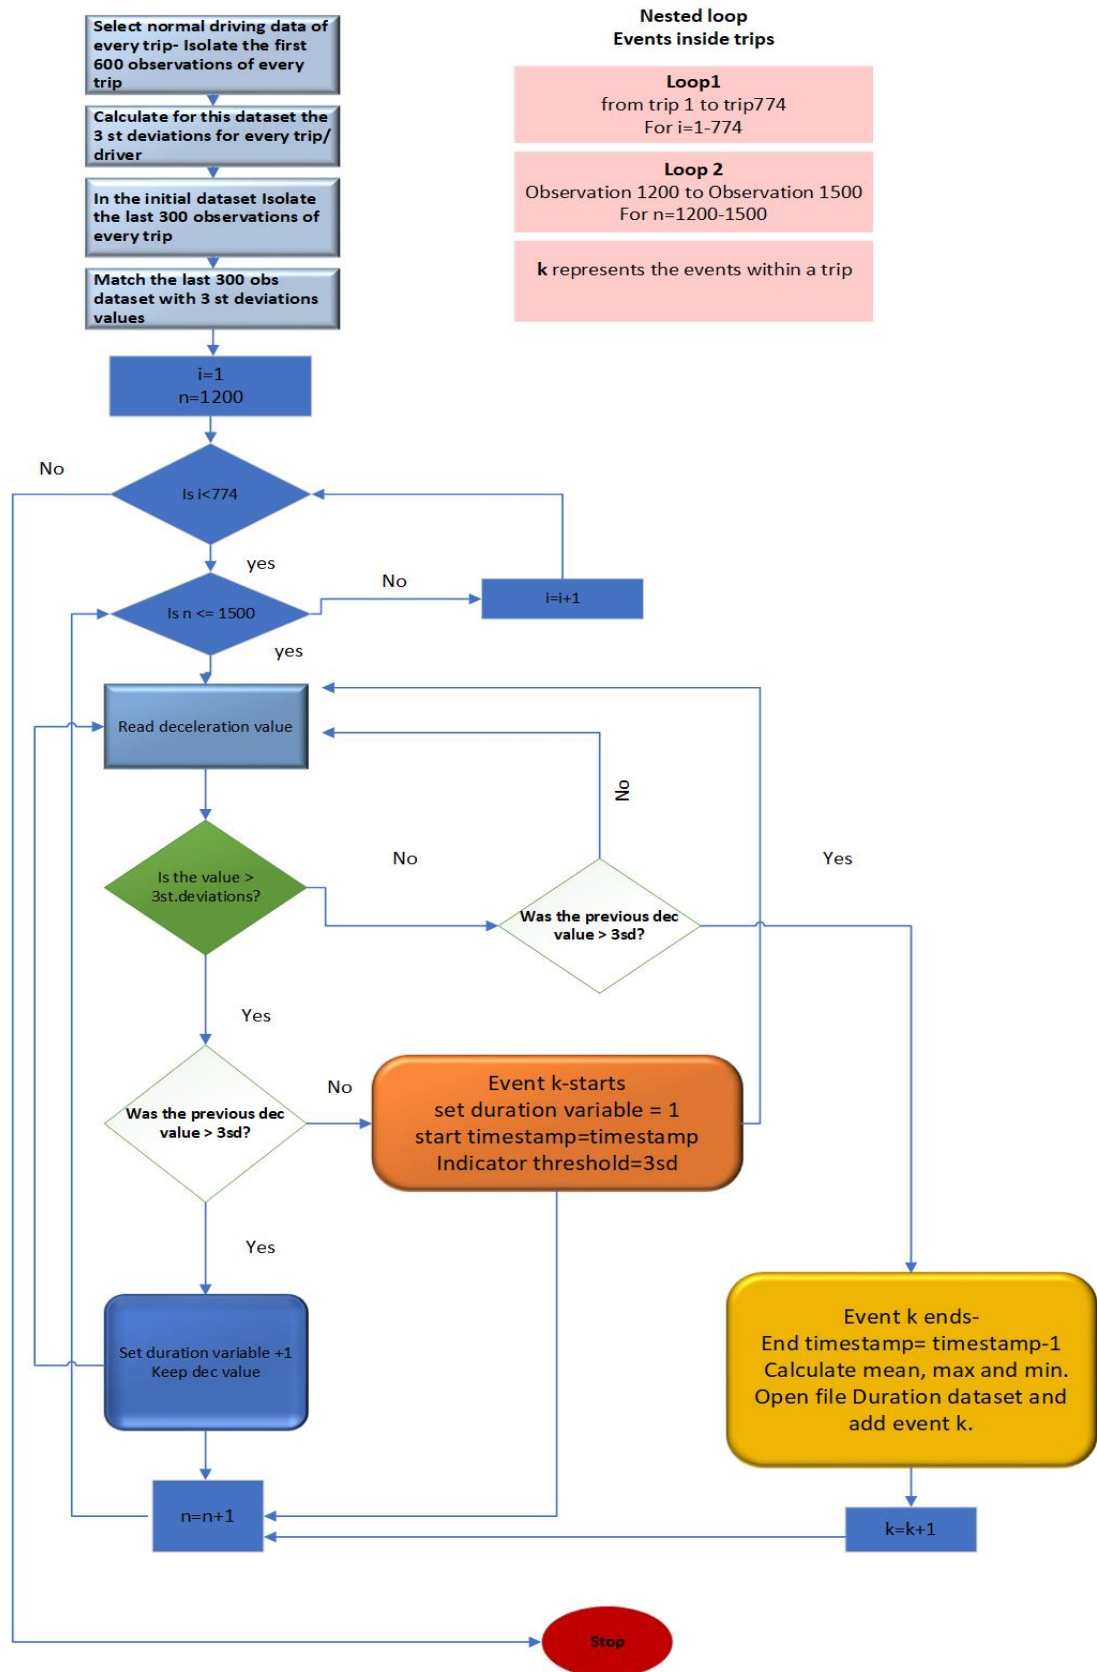 Select normal driving data of
every trip- Isolate the first
600 observations of every
trip
Calculate for this dataset the
3 st deviations for every trip/
driver
In the initial dataset Isolate
the last 300 observations of
every trip
Match the last 300 obs
dataset with 3 st deviations
values
Nested loop
Events inside trips
Loop1
from trip 1 to trip774
For i=1-774
Loop 2
Observation 1200 to Observation 1500
For n=1200-1500
k represents the events within a trip
i=1
n=1200
No
Is i<774
yes
No
i=i+1
Is n <= 1500
yes
Read deceleration value
No
No
Yes
Is the value >
3st.deviations?
Was the previous dec
value > 3sd?
Yes
No
Was the previous dec
value > 3sd?
Event k-starts
set duration variable = 1
start timestamp=timestamp
Indicator threshold=3sd
Yes
Set duration variable +1
Keep dec value
Event k ends-
End timestamp= timestamp-1
Calculate mean, max and min.
Open file Duration dataset and
add event k.
n=n+1
k=k+1
Stop